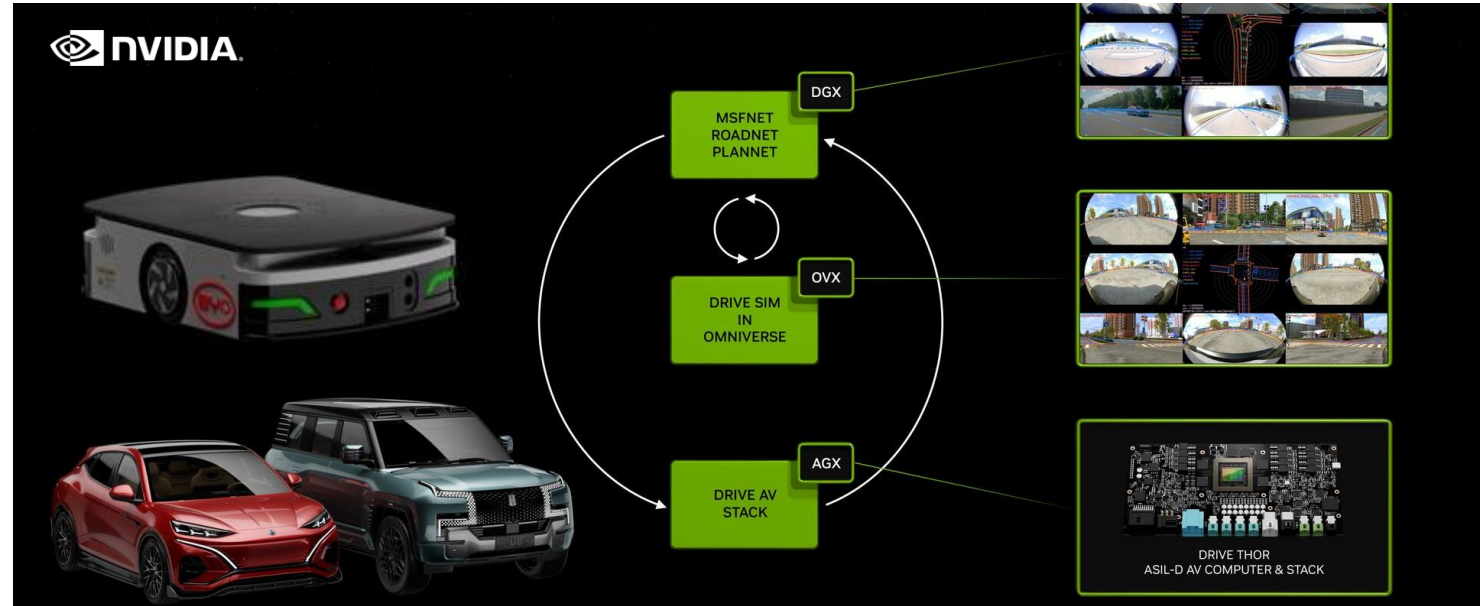 NVIDIA.
DGX
MSFNET
ROADNET
PLANNET
OVX
DRIVE SIM
IN
OMNIVERSE
BYD
AGX
DRIVE AV
STACK
DRIVE THOR
ASIL-D AV COMPUTER & STACK